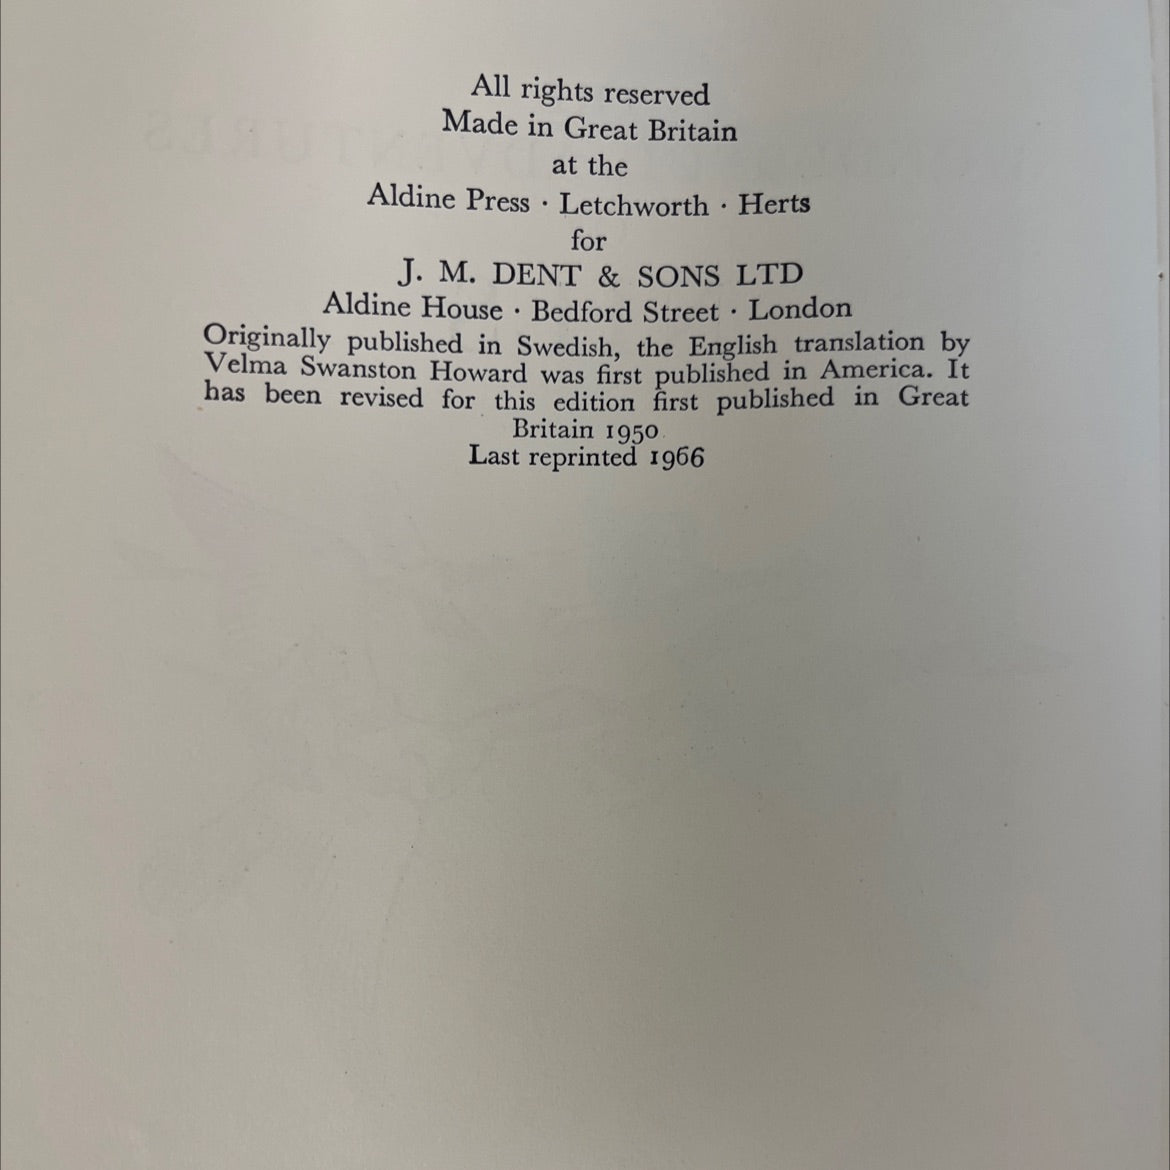 All rights reserved
Made in Great Britain
at the
Aldine Press · Letchworth · Herts
for
J. M. DENT & SONS LTD
Aldine House · Bedford Street · London
Originally published in Swedish, the English translation by
Velma Swanston Howard was first published in America. It
has been revised for this edition first published in Great
Britain 1950
Last reprinted 1966